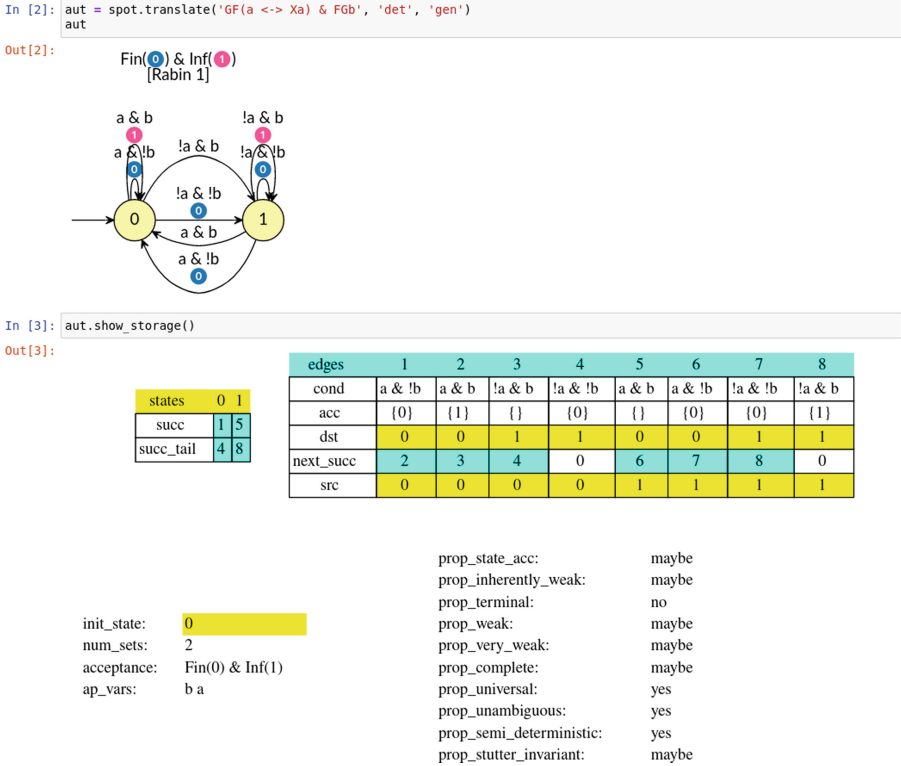 In [2]: aut = spot.translate('GF(a <-> Xa) & FGb', 'det', 'gen')
aut
Out[2]:
Fin(0) & Inf(1)
[Rabin 1]
a & b
1
a & !b
0
!a & b
1
!a & !b
0
!a & b
!a & !b
0
a & b
a & !b
0
0
1
In [3]: aut.show_storage()
Out[3]:
states 0 1
succ 1 5
succ_tail 4 8
edges 1 2 3 4 5 6 7 8
cond a & !b a & b !a & b !a & !b a & b a & !b !a & !b !a & b
acc {0} {1} {} {0} {} {0} {0} {1}
dst 0 0 1 1 0 0 1 1
next_succ 2 3 4 0 6 7 8 0
src 0 0 0 0 1 1 1 1
init_state: 0
num_sets: 2
acceptance: Fin(0) & Inf(1)
ap_vars: b a
prop_state_acc: maybe
prop_inherently_weak: maybe
prop_terminal: no
prop_weak: maybe
prop_very_weak: maybe
prop_complete: maybe
prop_universal: yes
prop_unambiguous: yes
prop_semi_deterministic: yes
prop_stutter_invariant: maybe